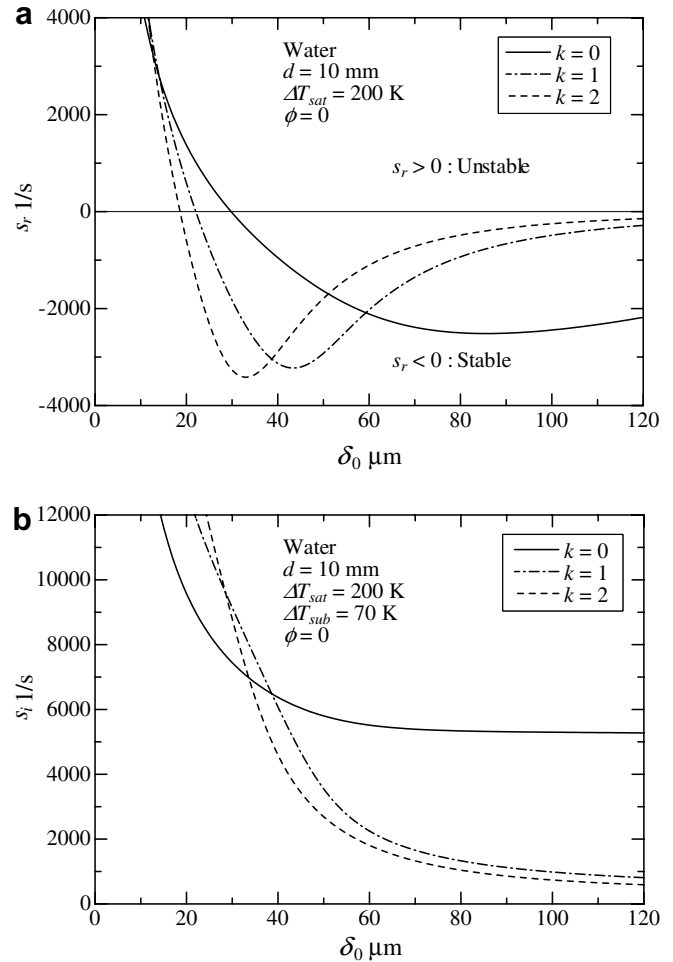 a
4000
2000
0
-2000
-4000
s_r 1/s
Water
d = 10 mm
ΔT_sat = 200 K
ϕ = 0
k = 0
k = 1
k = 2
s_r > 0 : Unstable
s_r < 0 : Stable
0 20 40 60 80 100 120
δ_0 μm
b
12000
10000
8000
6000
4000
2000
0
s_i 1/s
Water
d = 10 mm
ΔT_sat = 200 K
ΔT_sub = 70 K
ϕ = 0
k = 0
k = 1
k = 2
0 20 40 60 80 100 120
δ_0 μm